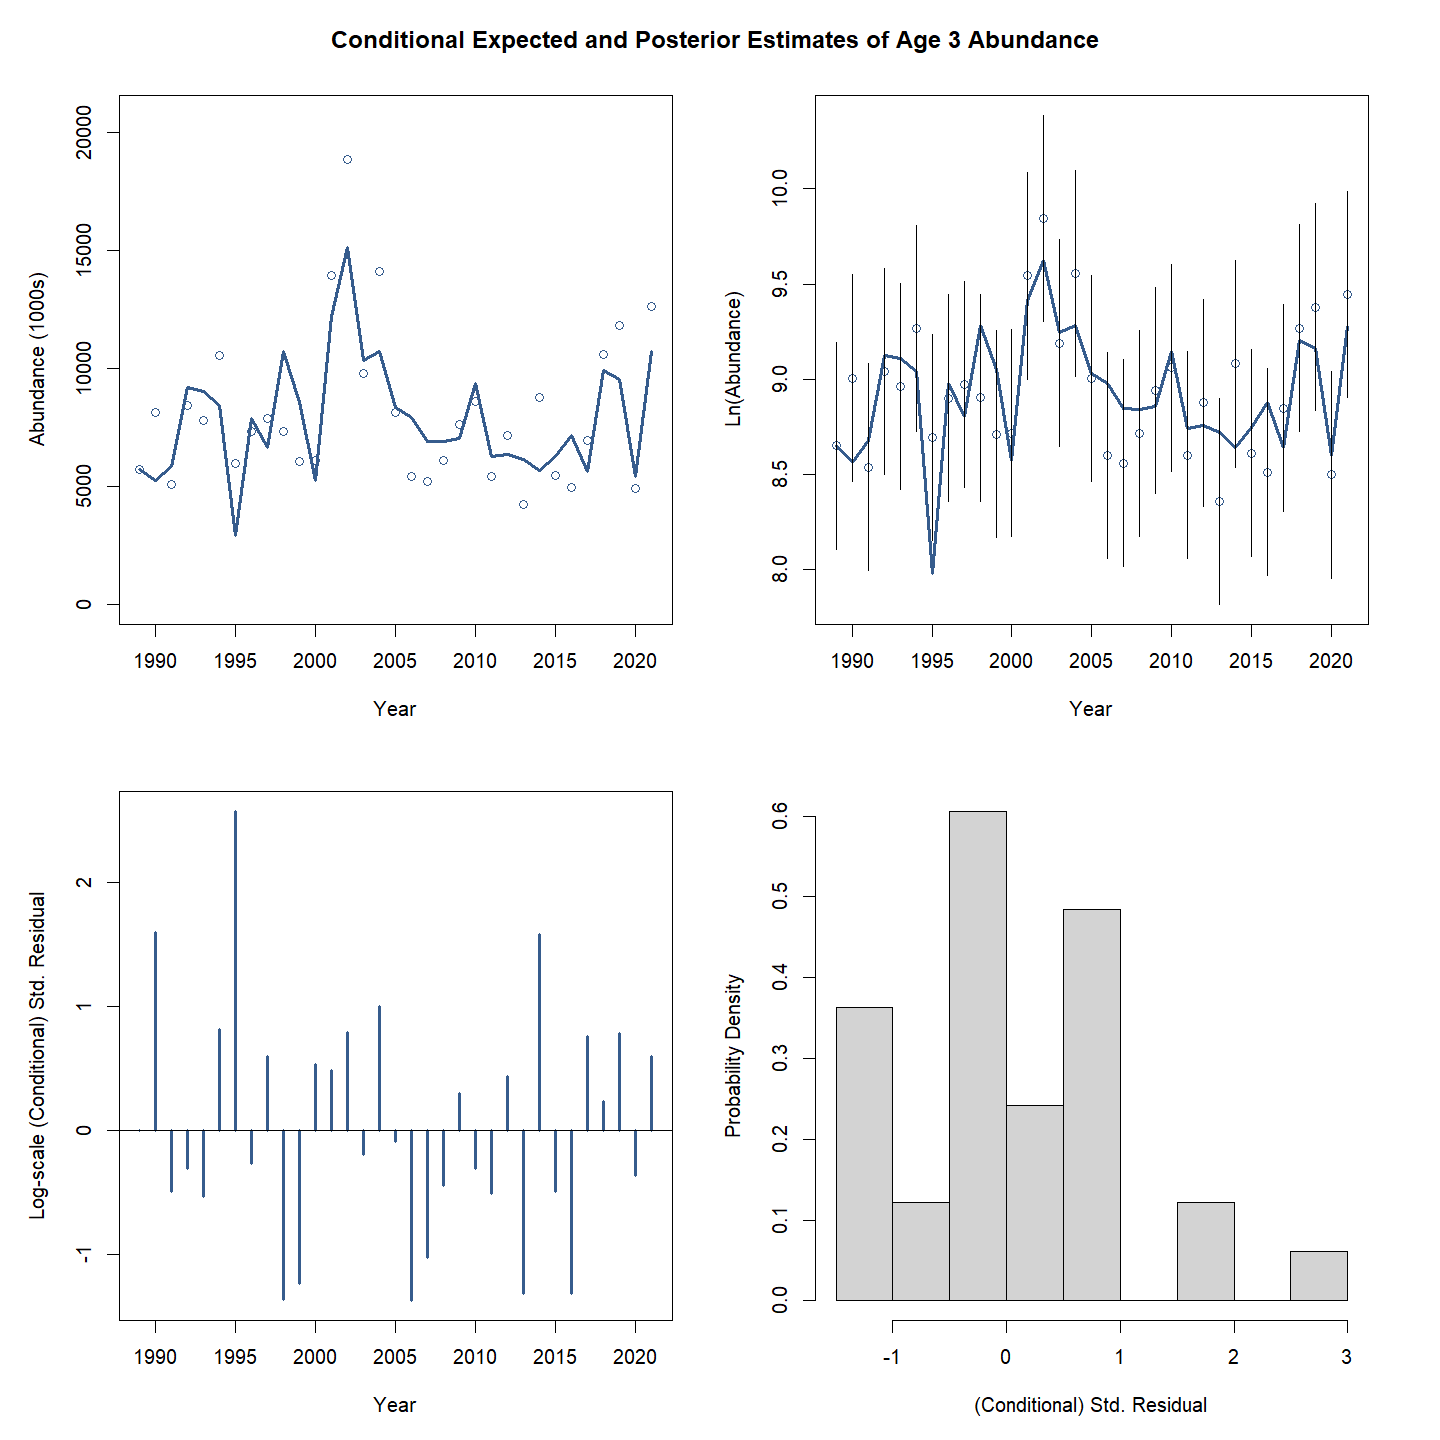 Conditional Expected and Posterior Estimates of Age 3 Abundance
Abundance (1000s)
20000
15000
10000
5000
0
1990 1995 2000 2005 2010 2015 2020
Year
Ln(Abundance)
10.0
9.5
9.0
8.5
8.0
1990 1995 2000 2005 2010 2015 2020
Year
Log-scale (Conditional) Std. Residual
2
1
0
-1
1990 1995 2000 2005 2010 2015 2020
Year
Probability Density
0.6
0.5
0.4
0.3
0.2
0.1
0.0
-1 0 1 2 3
(Conditional) Std. Residual